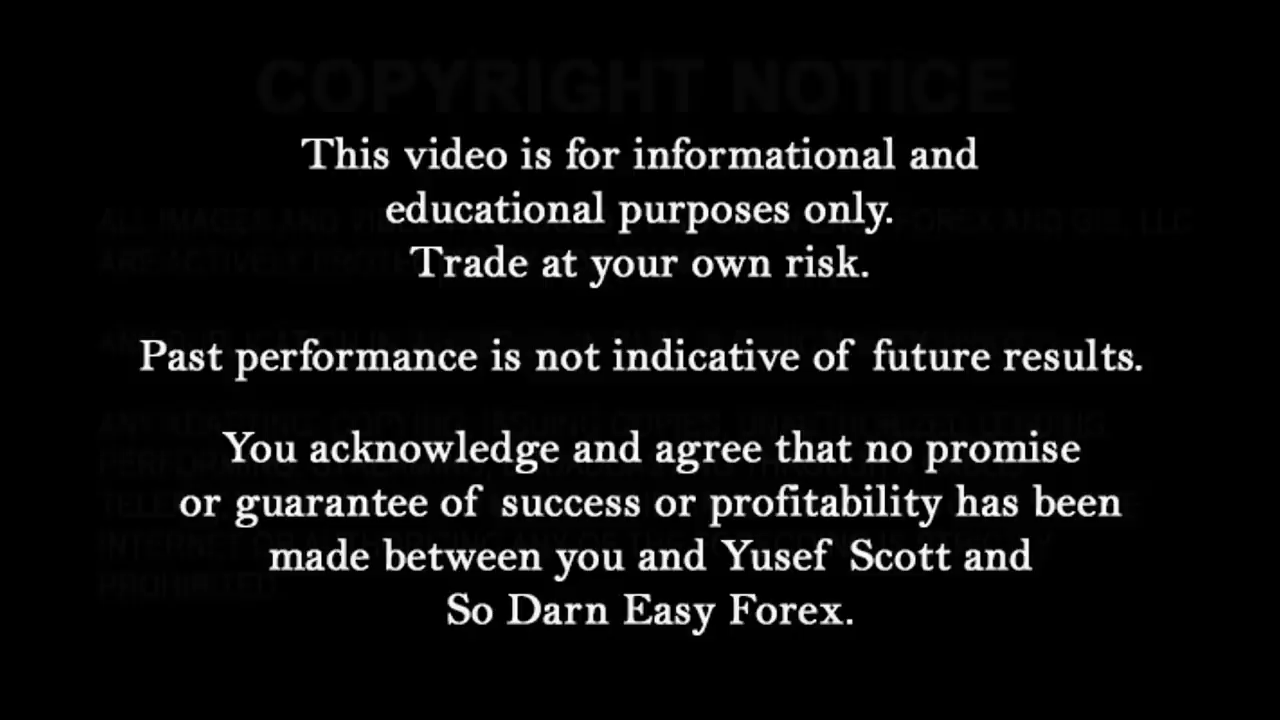 COPYRIGHT NOTICE
This video is for informational and
educational purposes only.
Trade at your own risk.
Past performance is not indicative of future results.
You acknowledge and agree that no promise
or guarantee of success or profitability has been
made between you and Yusef Scott and
So Darn Easy Forex.